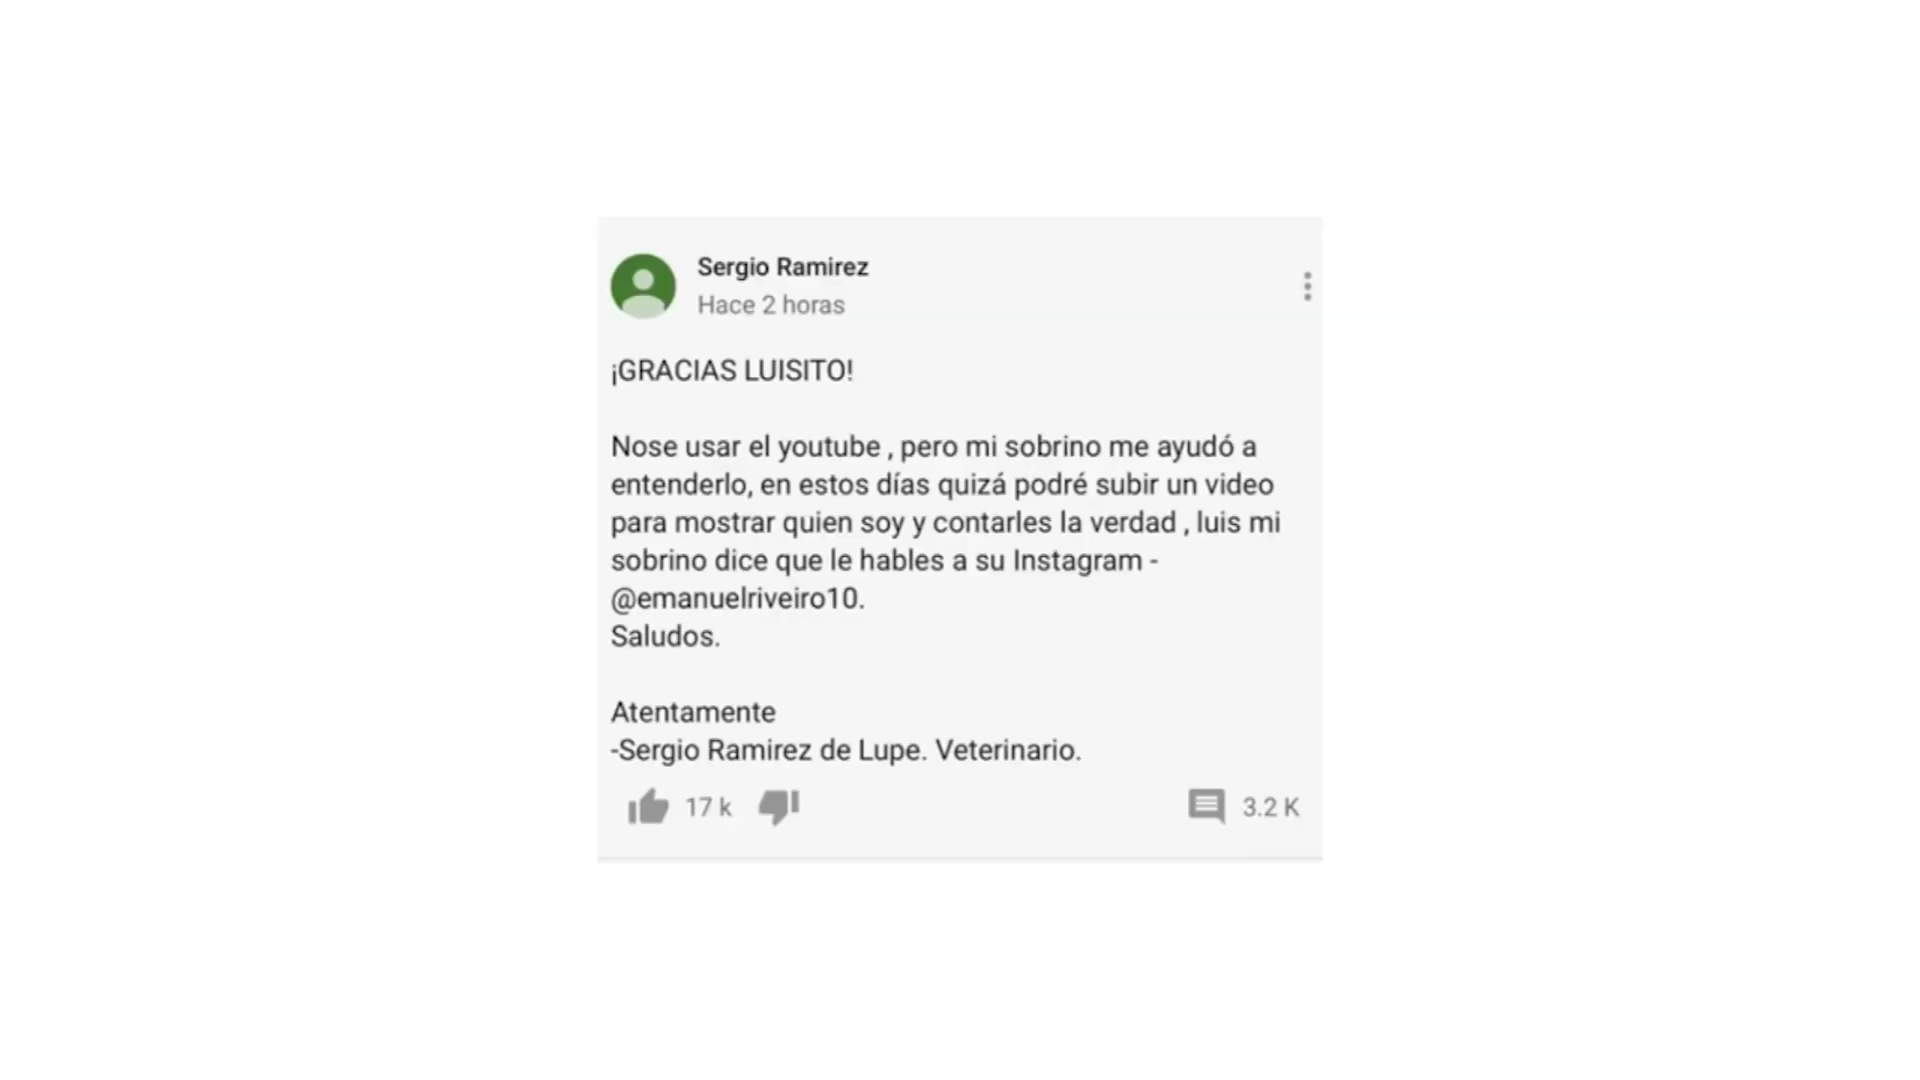 Sergio Ramirez
Hace 2 horas
¡GRACIAS LUISITO!
Nose usar el youtube , pero mi sobrino me ayudó a
entenderlo, en estos días quizá podré subir un video
para mostrar quien soy y contarles la verdad , luis mi
sobrino dice que le hables a su Instagram -
@emanuelriveiro10.
Saludos.
Atentamente
-Sergio Ramirez de Lupe. Veterinario.
17 k
3.2 K